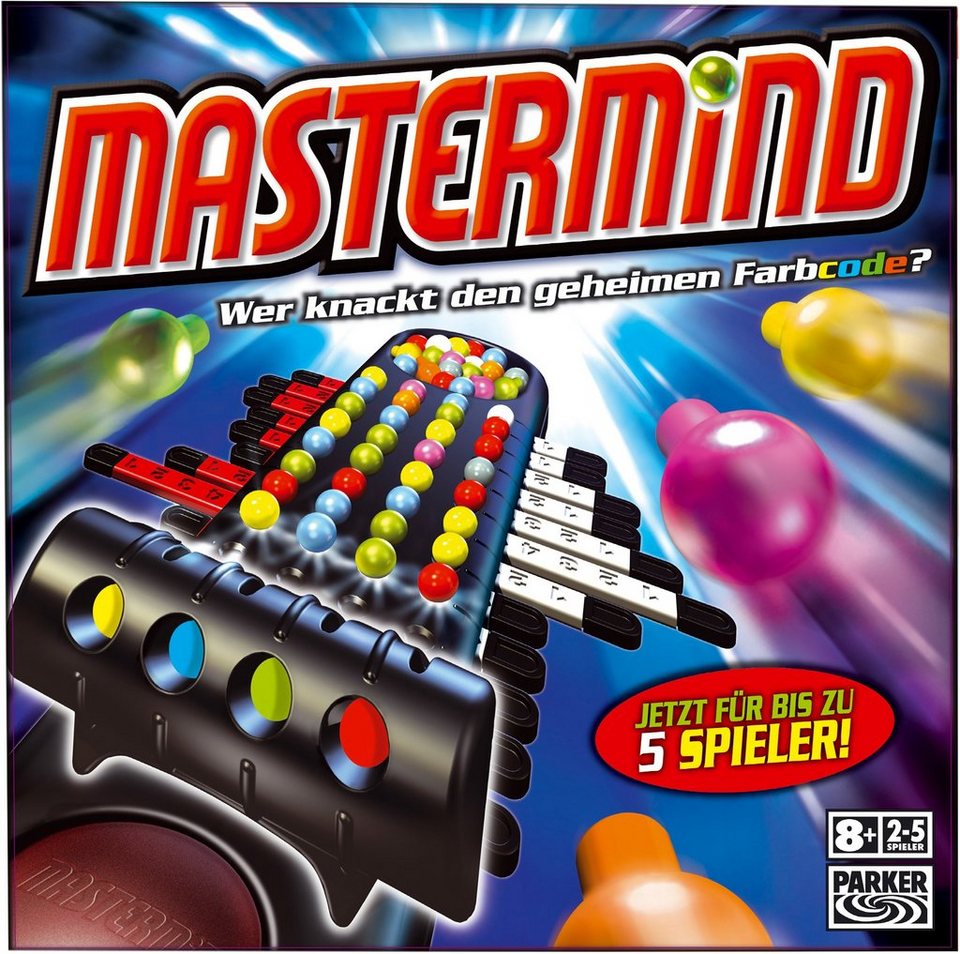 MASTERMiND
Wer knackt den geheimen Farbcode?
JETZT FÜR BIS ZU
5 SPIELER!
8+
2-5
SPIELER
PARKER
MASTERMIND